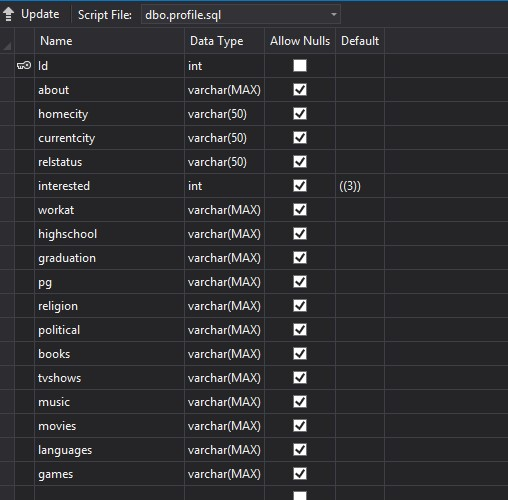 Update Script File: dbo.profile.sql
Name Data Type Allow Nulls Default
Id int
about varchar(MAX)
homecity varchar(50)
currentcity varchar(50)
relstatus varchar(50)
interested int ((3))
workat varchar(MAX)
highschool varchar(MAX)
graduation varchar(MAX)
pg varchar(MAX)
religion varchar(MAX)
political varchar(MAX)
books varchar(MAX)
tvshows varchar(MAX)
music varchar(MAX)
movies varchar(MAX)
languages varchar(MAX)
games varchar(MAX)